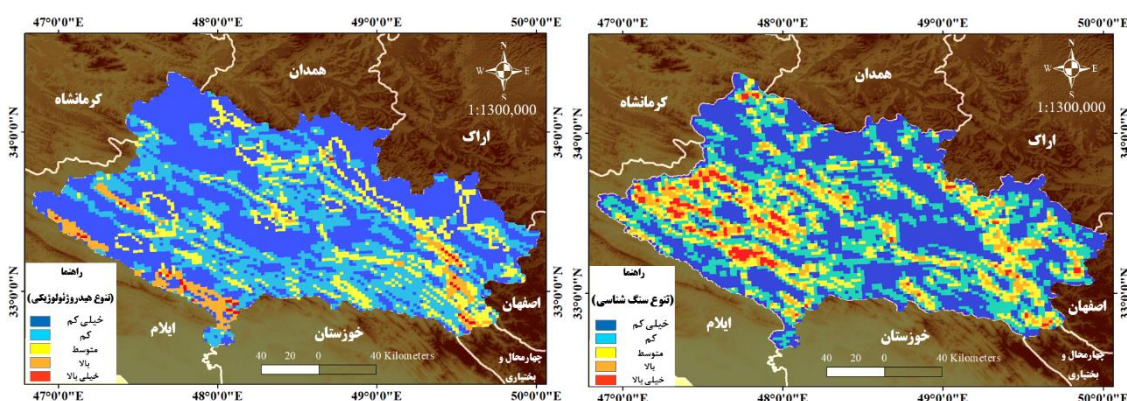 47°0'0"E 48°0'0"E 49°0'0"E 50°0'0"E
34°0'0"N
33°0'0"N
همدان
کرمانشاه
اراک
اصفهان
ایلام
خوزستان
چهارمحال و
بختیاری
N
W E
S
1:1300,000
راهنما
(تنوع هیدروژئولوژیکی)
خیلی کم
کم
متوسط
بالا
خیلی بالا
40 20 0 40 Kilometers
47°0'0"E 48°0'0"E 49°0'0"E 50°0'0"E
47°0'0"E 48°0'0"E 49°0'0"E 50°0'0"E
34°0'0"N
33°0'0"N
همدان
کرمانشاه
اراک
اصفهان
ایلام
خوزستان
چهارمحال و
بختیاری
N
W E
S
1:1300,000
راهنما
(تنوع سنگ شناسی)
خیلی کم
کم
متوسط
بالا
خیلی بالا
40 20 0 40 Kilometers
47°0'0"E 48°0'0"E 49°0'0"E 50°0'0"E